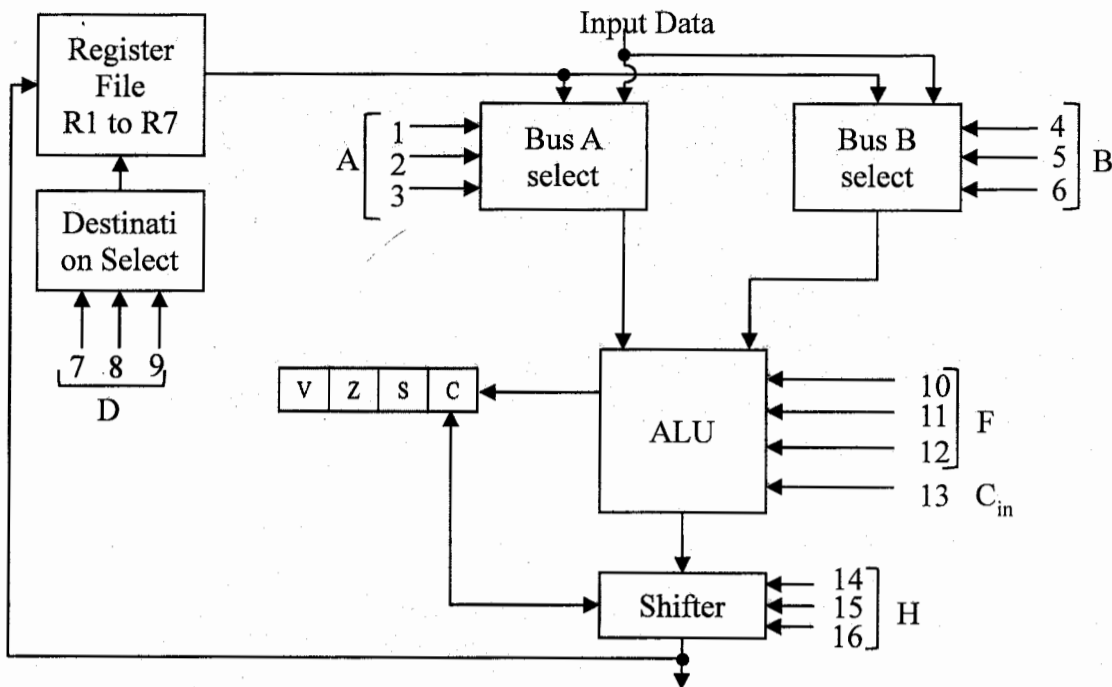 Input Data
Register
File
R1 to R7
Bus A
select
Bus B
select
A
1
2
3
4
5
6
B
Destinati
on Select
7 8 9
D
V Z S C
ALU
10
11
12
F
13 Cin
Shifter
14
15
16
H